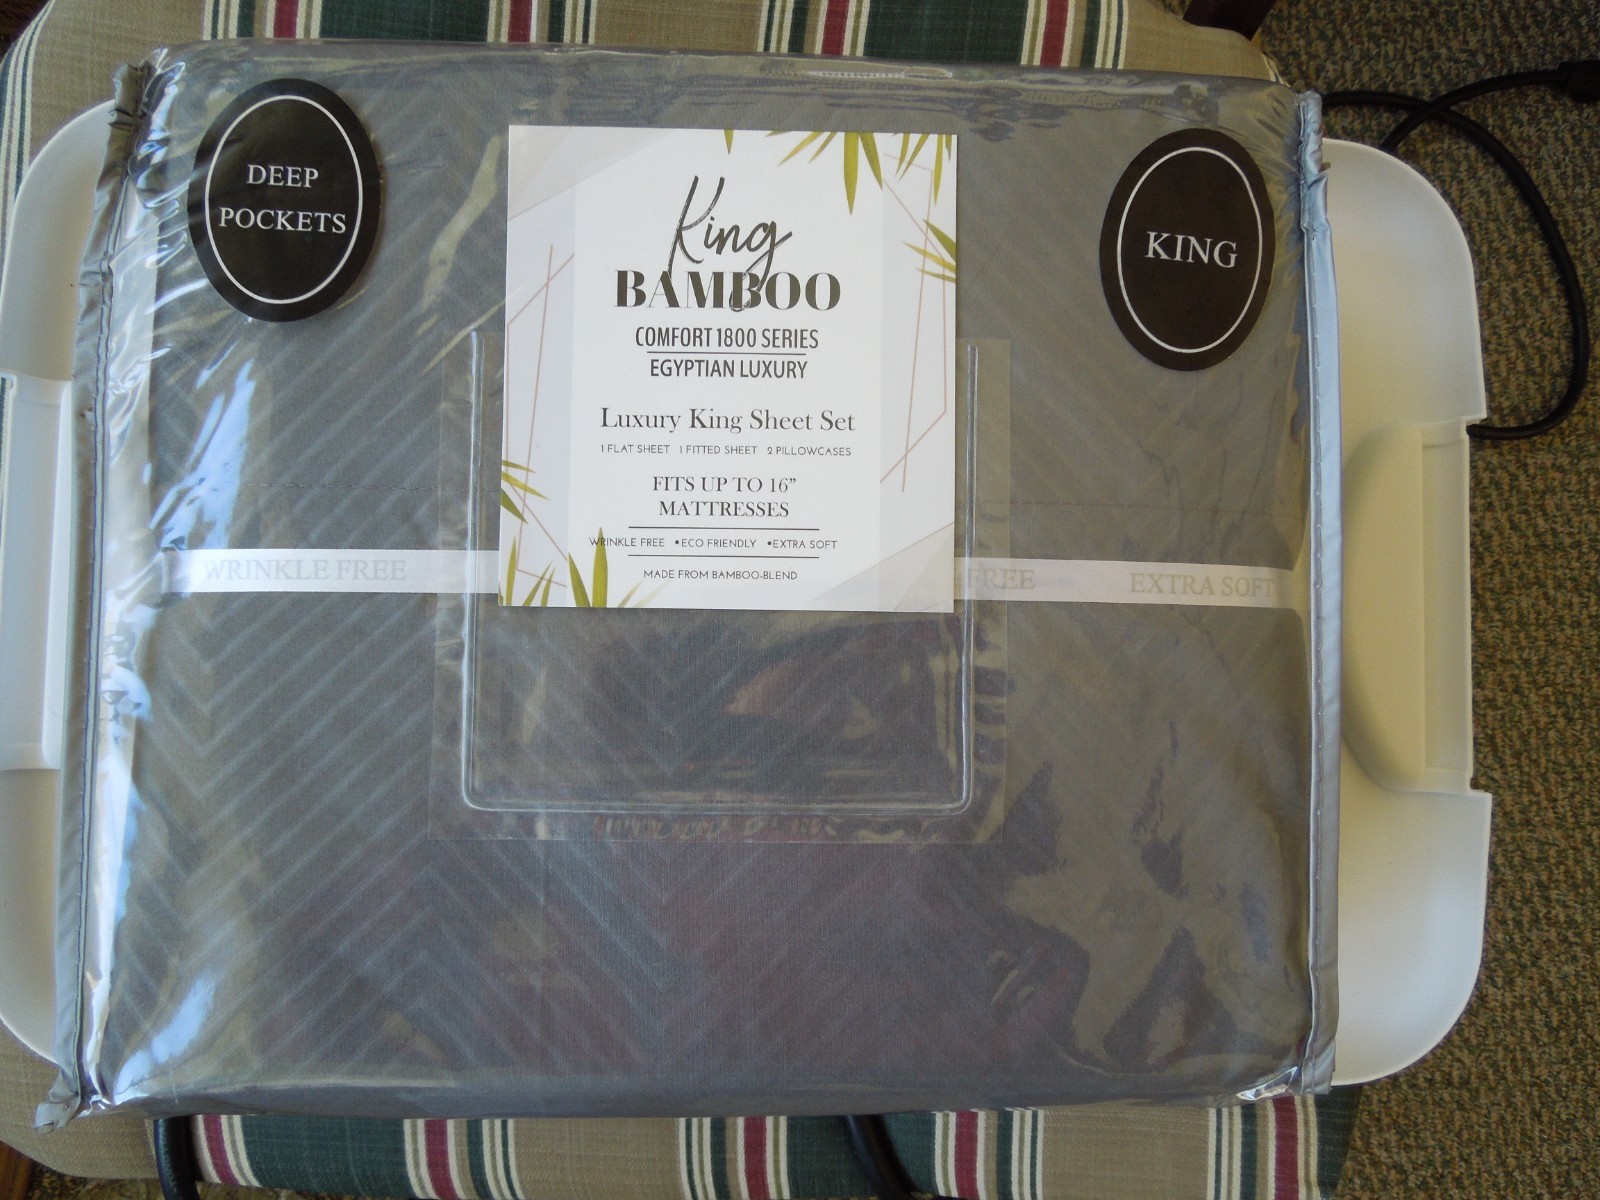 DEEP
POCKETS
KING
King
BAMBOO
COMFORT 1800 SERIES
EGYPTIAN LUXURY
Luxury King Sheet Set
1 FLAT SHEET 1 FITTED SHEET 2 PILLOWCASES
FITS UP TO 16”
MATTRESSES
WRINKLE FREE •ECO FRIENDLY •EXTRA SOFT
MADE FROM BAMBOO-BLEND
WRINKLE FREE
FREE
EXTRA SOFT